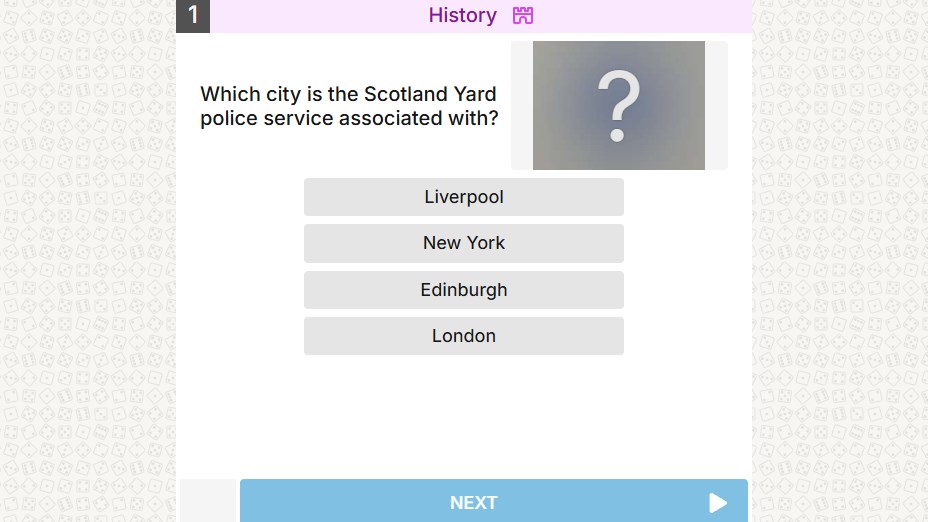 1
History
Which city is the Scotland Yard
police service associated with?
?
Liverpool
New York
Edinburgh
London
NEXT